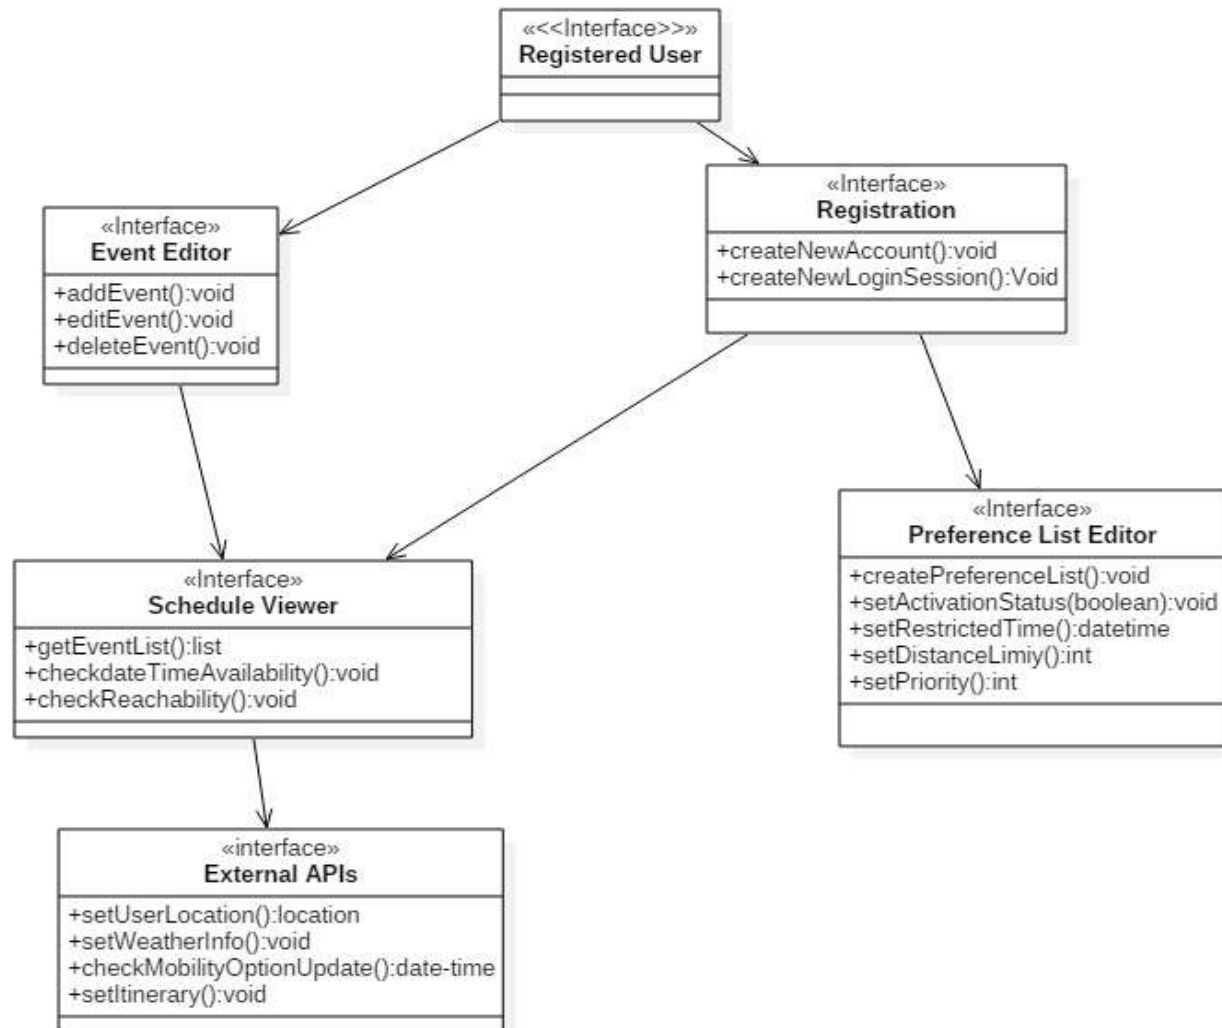 «<<Interface>>»
Registered User
«Interface»
Registration
+createNewAccount():void
+createNewLoginSession():Void
«Interface»
Event Editor
+addEvent():void
+editEvent():void
+deleteEvent():void
«Interface»
Preference List Editor
+createPreferenceList():void
+setActivationStatus(boolean):void
+setRestrictedTime():datetime
+setDistanceLimiy():int
+setPriority():int
«Interface»
Schedule Viewer
+getEventList():list
+checkdateTimeAvailability():void
+checkReachability():void
«interface»
External APIs
+setUserLocation():location
+setWeatherInfo():void
+checkMobilityOptionUpdate():date-time
+setItinerary():void